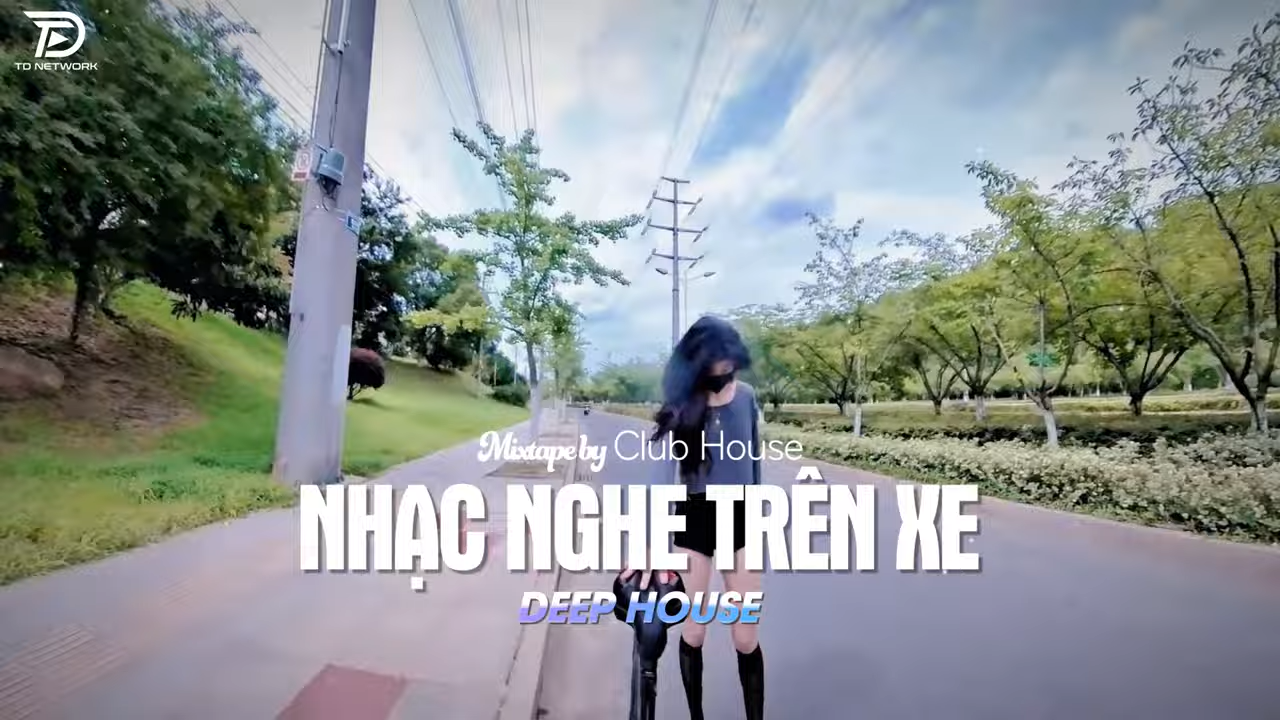 TD NETWORK
Mixtape by Club House
NHẠC NGHE TRÊN XE
DEEP HOUSE